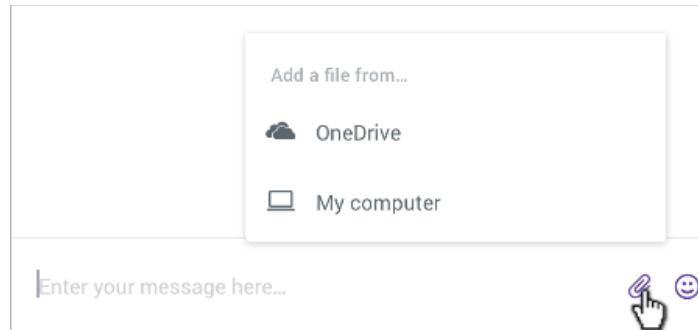 Add a file from...
OneDrive
My computer
Enter your message here...